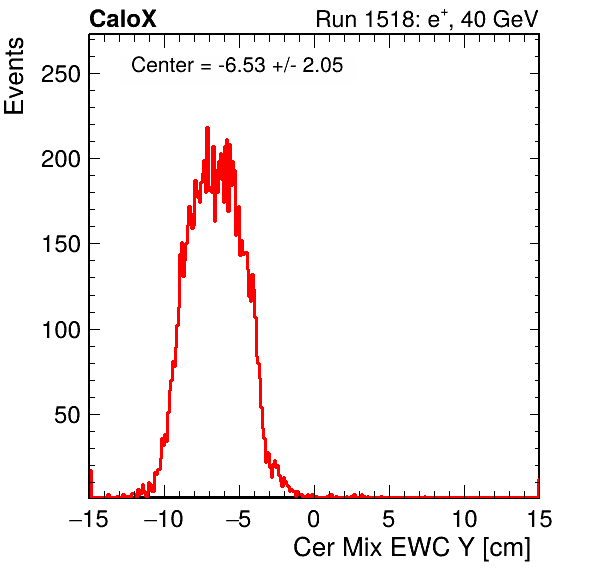 CaloX Run 1518: e⁺, 40 GeV
Center = -6.53 +/- 2.05
Events
250
200
150
100
50
−15 −10 −5 0 5 10 15
Cer Mix EWC Y [cm]